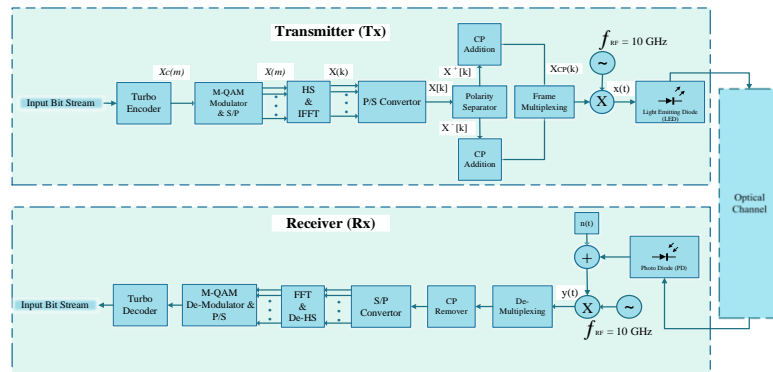 Transmitter (Tx)
Input Bit Stream
Turbo
Encoder
Xc(m)
M-QAM
Modulator
& S/P
X(m)
HS
&
IFFT
X(k)
P/S Convertor
X[k]
X⁺[k]
X⁻[k]
CP
Addition
Polarity
Separator
CP
Addition
XCP(k)
Frame
Multiplexing
f RF = 10 GHz
~
X
x(t)
Light Emitting Diode
(LED)
Optical
Channel
Receiver (Rx)
n(t)
+
Photo Diode (PD)
y(t)
X
~
f RF = 10 GHz
De-
Multiplexing
CP
Remover
S/P
Convertor
FFT
&
De-HS
M-QAM
De-Modulator &
P/S
Turbo
Decoder
Input Bit Stream